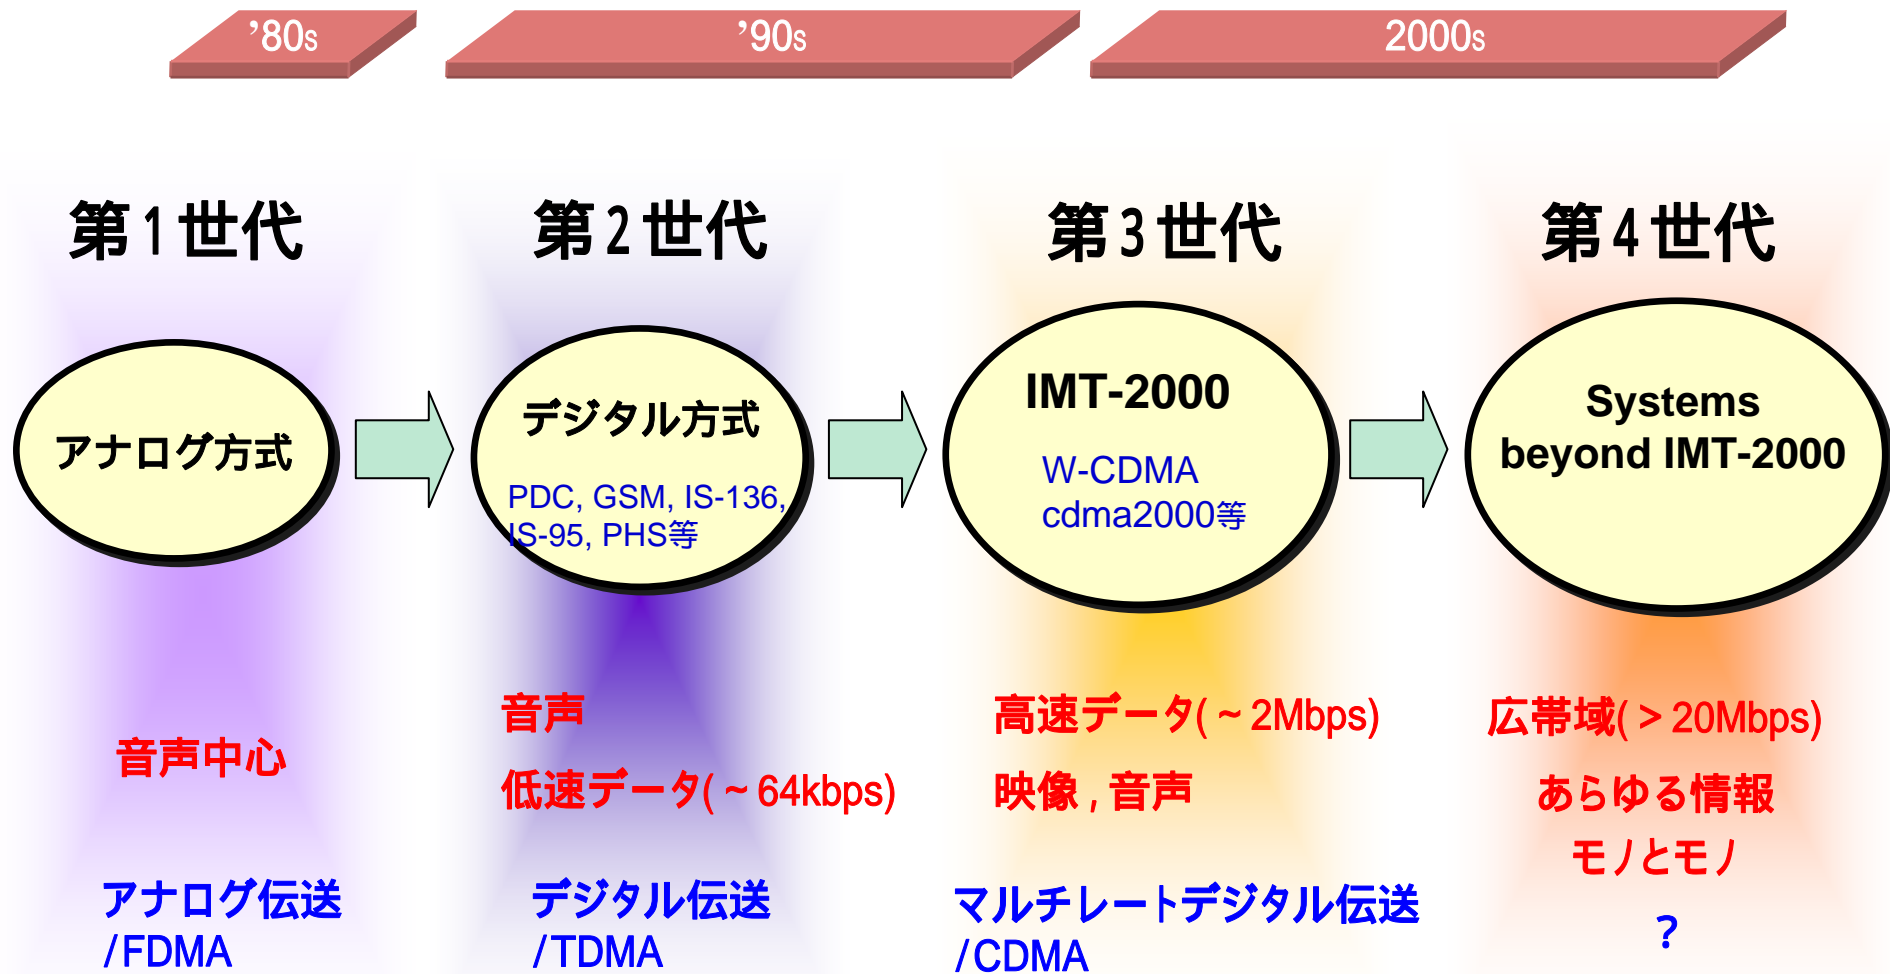 ’80s
’90s
2000s
第1世代
第2世代
第3世代
第4世代
アナログ方式
デジタル方式
PDC, GSM, IS-136,
IS-95, PHS等
IMT-2000
W-CDMA
cdma2000等
Systems
beyond IMT-2000
音声中心
音声
低速データ(~64kbps)
高速データ(~2Mbps)
映像,音声
広帯域(>20Mbps)
あらゆる情報
モノとモノ
アナログ伝送
/FDMA
デジタル伝送
/TDMA
マルチレートデジタル伝送
/CDMA
?